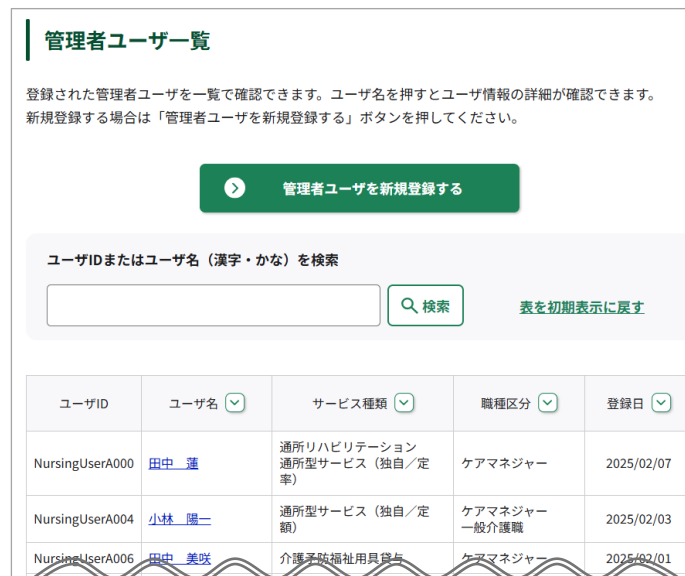 管理者ユーザ一覧
登録された管理者ユーザを一覧で確認できます。ユーザ名を押すとユーザ情報の詳細が確認できます。
新規登録する場合は「管理者ユーザを新規登録する」ボタンを押してください。
管理者ユーザを新規登録する
ユーザIDまたはユーザ名（漢字・かな）を検索
検索
表を初期表示に戻す
ユーザID ユーザ名 サービス種類 職種区分 登録日
NursingUserA000 田中　蓮 通所リハビリテーション
通所型サービス（独自／定
率） ケアマネジャー 2025/02/07
NursingUserA004 小林　陽一 通所型サービス（独自／定
額） ケアマネジャー
一般介護職 2025/02/03
NursingUserA006 田中　美咲 介護予防福祉用具貸与 ケアマネジャー 2025/02/01